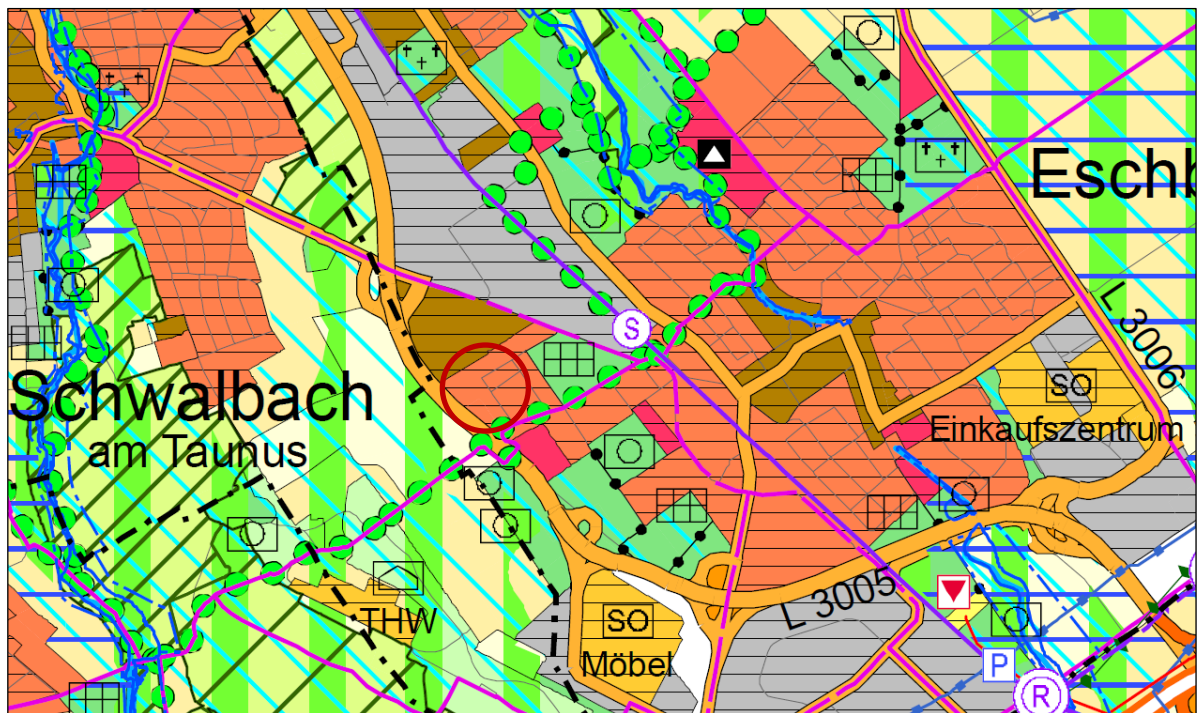 Eschb
L 3006
S
Schwalbach
am Taunus
SO
Einkaufszentrum
THW
SO
Möbel
L 3005
P
R